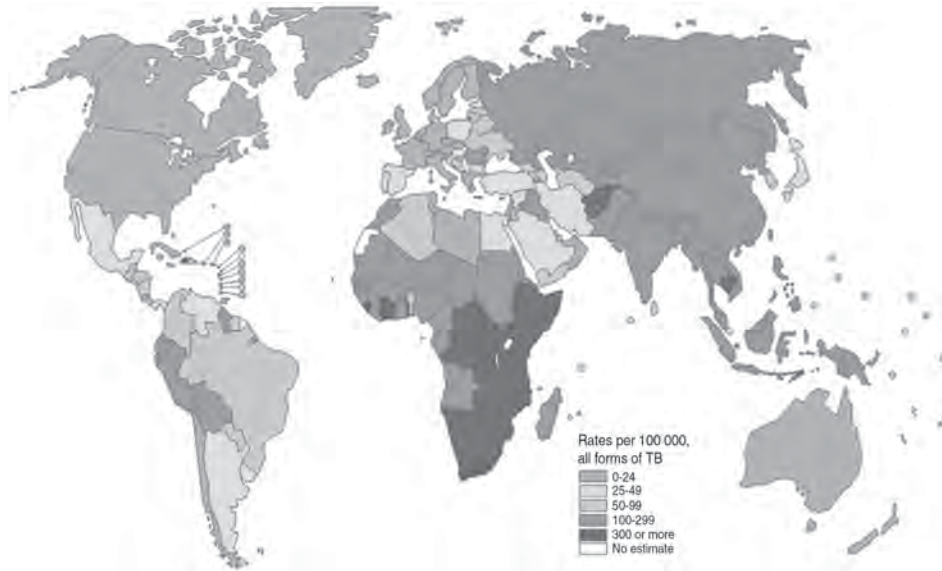 Rates per 100 000,
all forms of TB
0-24
25-49
50-99
100-299
300 or more
No estimate